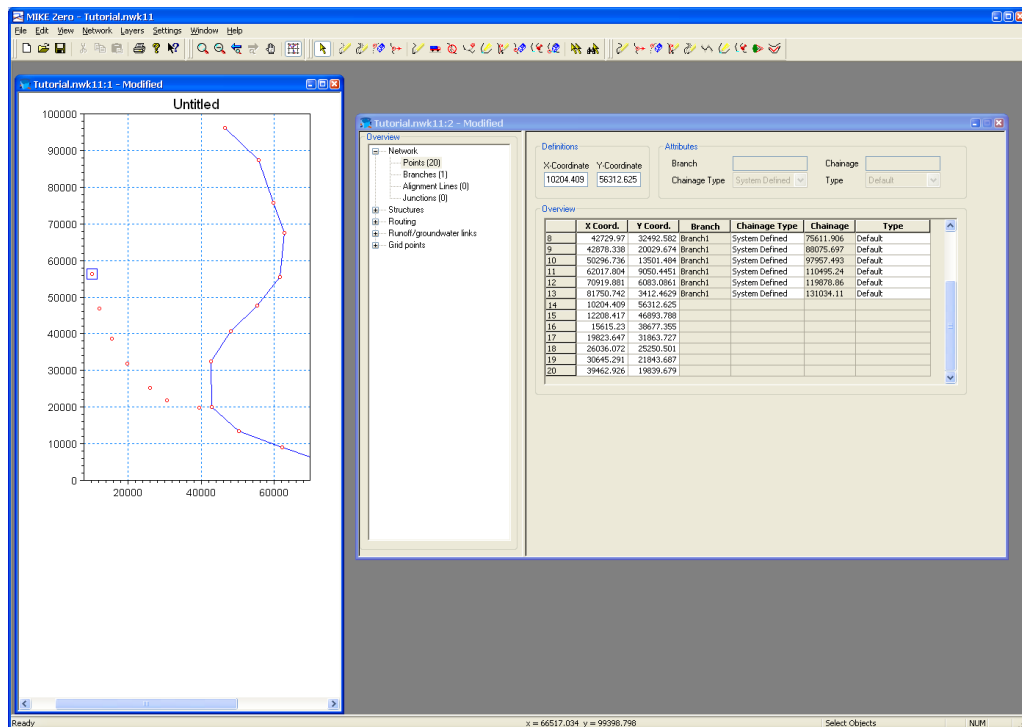 MIKE Zero - Tutorial.nwk11
File Edit View Network Layers Settings Window Help
Tutorial.nwk11:1 - Modified
Untitled
100000
90000
80000
70000
60000
50000
40000
30000
20000
10000
0
20000 40000 60000
Tutorial.nwk11:2 - Modified
Overview
Network
Points (20)
Branches (1)
Alignment Lines (0)
Junctions (0)
Structures
Routing
Runoff/groundwater links
Grid points
Definitions
X-Coordinate Y-Coordinate
10204.409 56312.625
Attributes
Branch Chainage
Chainage Type System Defined Type Default
Overview
X Coord. Y Coord. Branch Chainage Type Chainage Type
8 42729.97 32492.582 Branch1 System Defined 75611.906 Default
9 42878.338 20029.674 Branch1 System Defined 88075.697 Default
10 50296.736 13501.484 Branch1 System Defined 97957.493 Default
11 62017.804 9050.4451 Branch1 System Defined 110495.24 Default
12 70919.881 6083.0861 Branch1 System Defined 119878.86 Default
13 81750.742 3412.4629 Branch1 System Defined 131034.11 Default
14 10204.409 56312.625
15 12208.417 46893.788
16 15615.23 38677.355
17 19823.647 31863.727
18 26036.072 25250.501
19 30645.291 21843.687
20 39462.926 19839.679
Ready x = 66517.034 y = 99398.798 Select Objects NUM